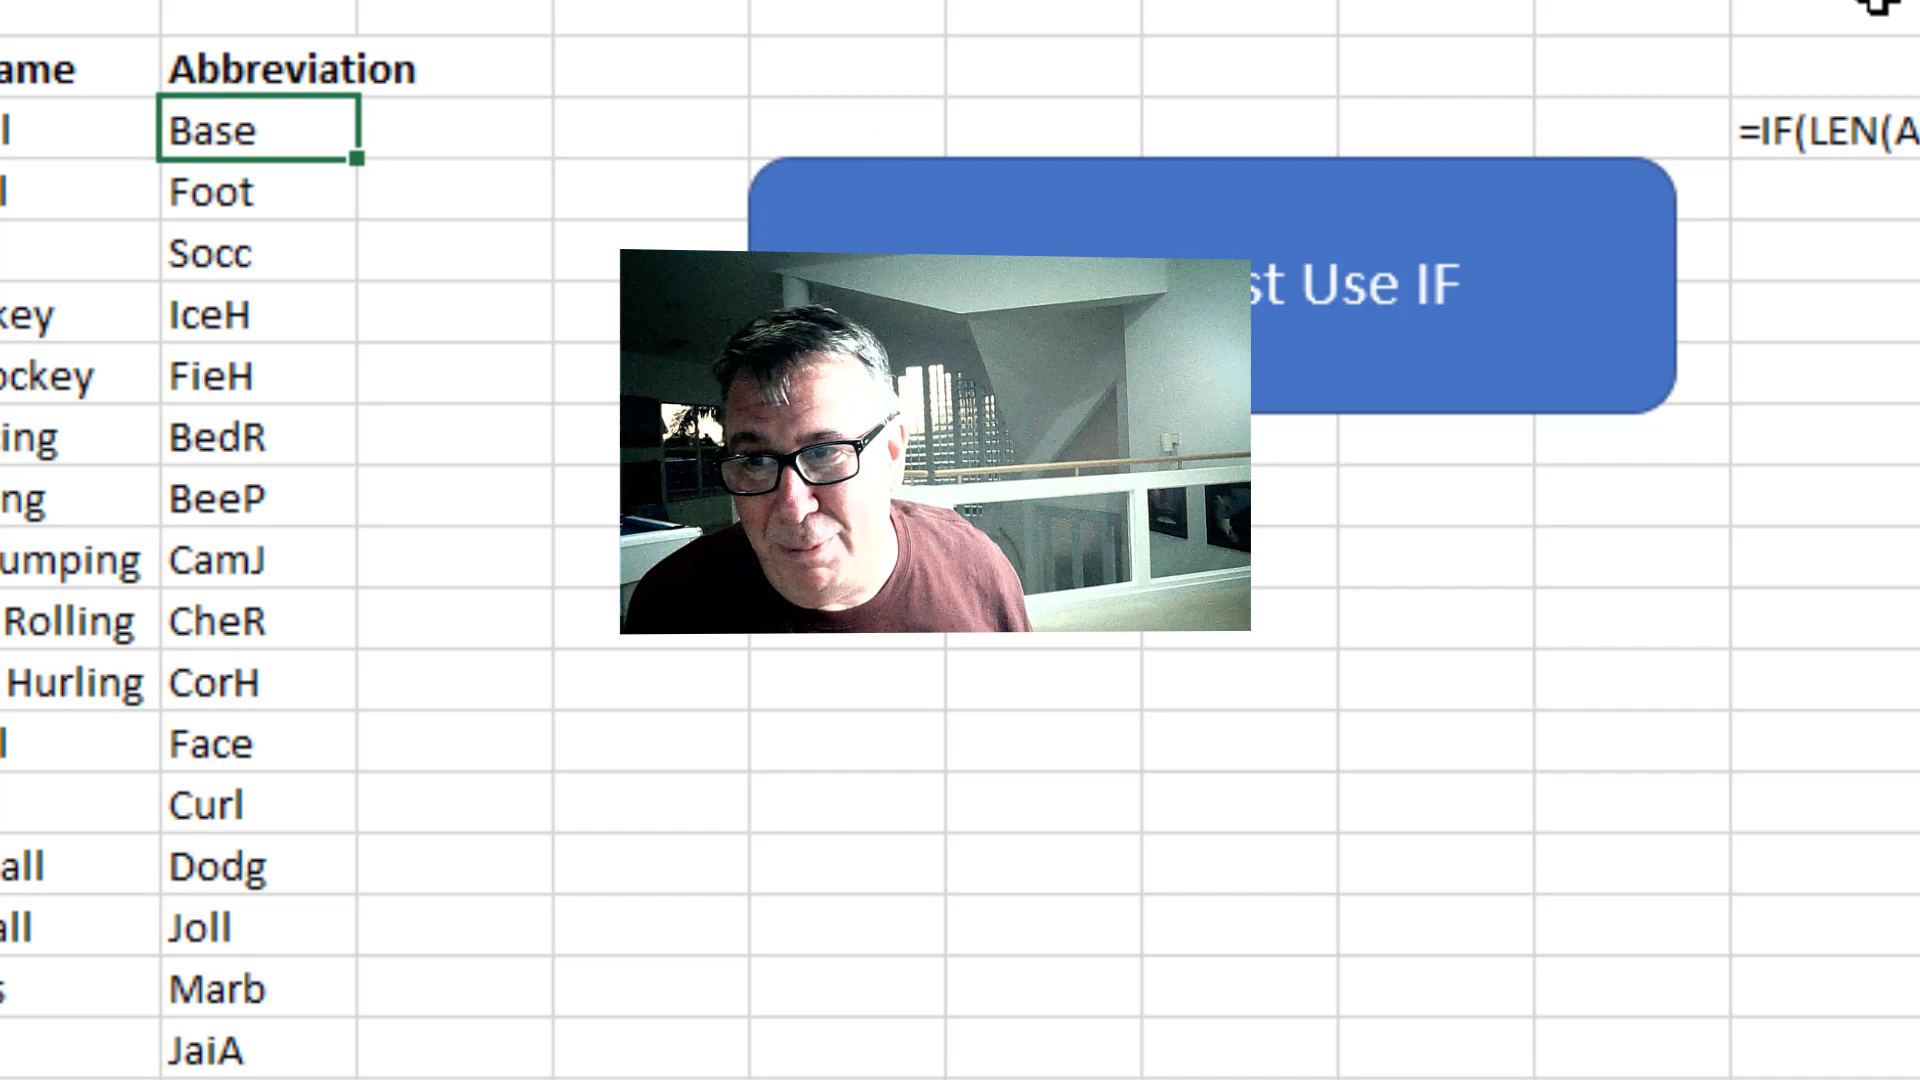 ame Abbreviation
l Base =IF(LEN(A
l Foot
Socc
key IceH
ockey FieH
ing BedR
ng BeeP
umping CamJ
Rolling CheR
Hurling CorH
l Face
Curl
all Dodg
all Joll
s Marb
JaiA
st Use IF